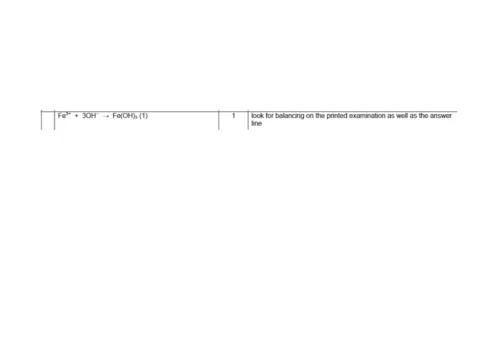 Fe³⁺ + 3OH⁻ → Fe(OH)₃ (1)
1
look for balancing on the printed examination as well as the answer
line